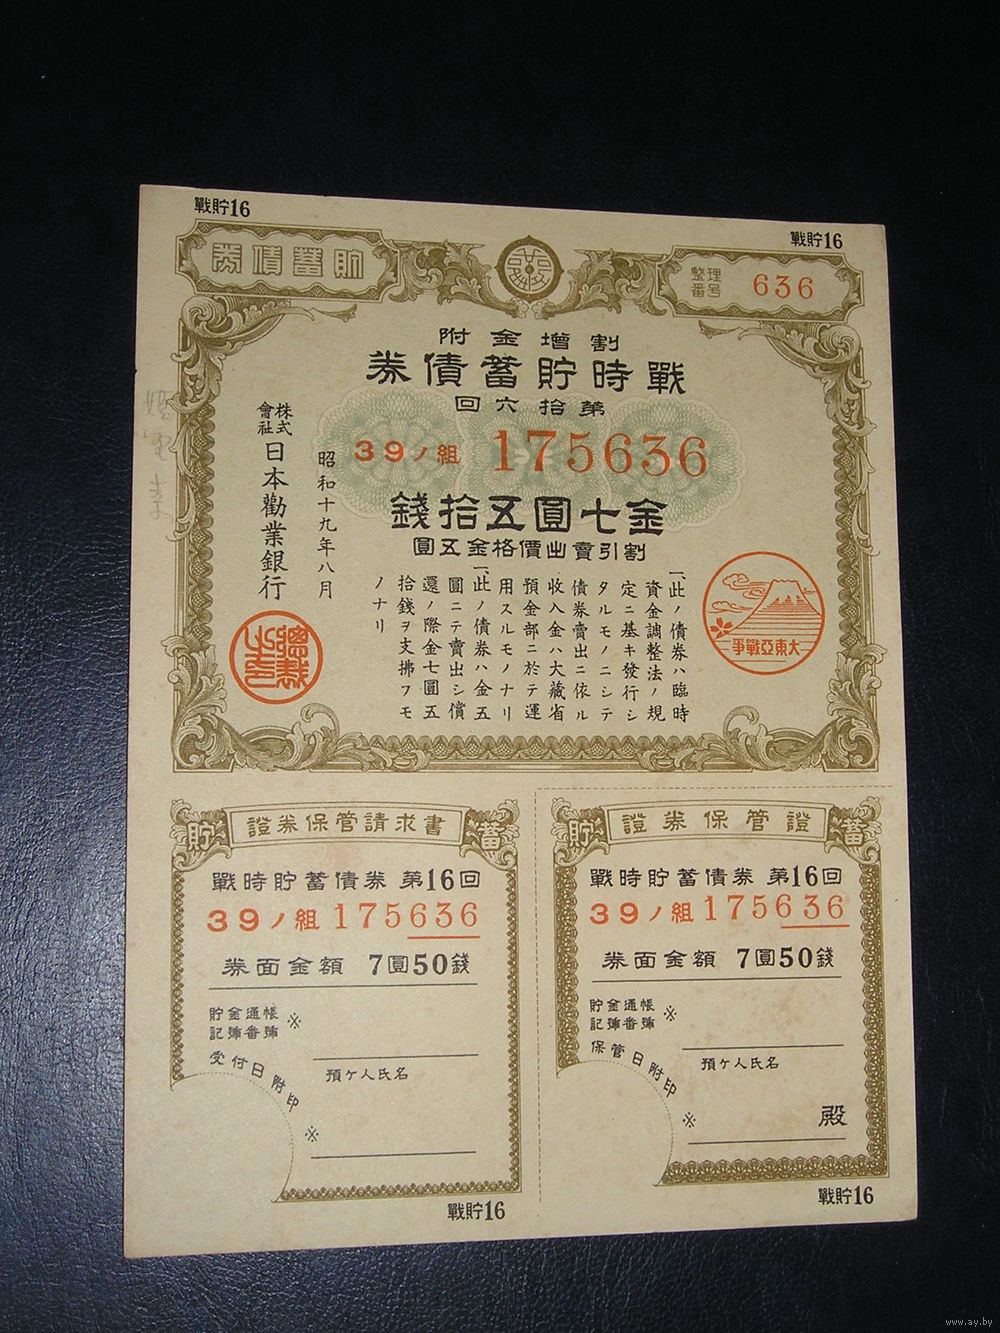 戰貯16
戰貯16
貯蓄債券
整理
番号
636
割増金附
戰時貯蓄債券
第拾六回
39ノ組 175636
金七圓五拾錢
割引賣出價格金五圓
一、此ノ債券ハ臨時
資金調整法ノ規
定ニ基キ發行シ
タルモノニシテ
債券賣出ニ依ル
收入金ハ大藏省
預金部ニ於テ運
用スルモノナリ
一、此ノ債券ハ金五
圓ニテ賣出シ償
還ノ際金七圓五
拾錢ヲ支拂フモ
ノナリ
昭和十九年八月
株式
會社
日本勸業銀行
總裁之印
大東亞戰爭
貯
證券保管請求書
蓄
戰時貯蓄債券 第16回
39ノ組 175636
券面金額 7圓50錢
貯金通帳
記號番號
※
受付日附印
預ケ人氏名
※
戰貯16
貯
證券保管證
蓄
戰時貯蓄債券 第16回
39ノ組 175636
券面金額 7圓50錢
貯金通帳
記號番號
※
保管日附印
預ケ人氏名
※
殿
戰貯16
www.ay.by